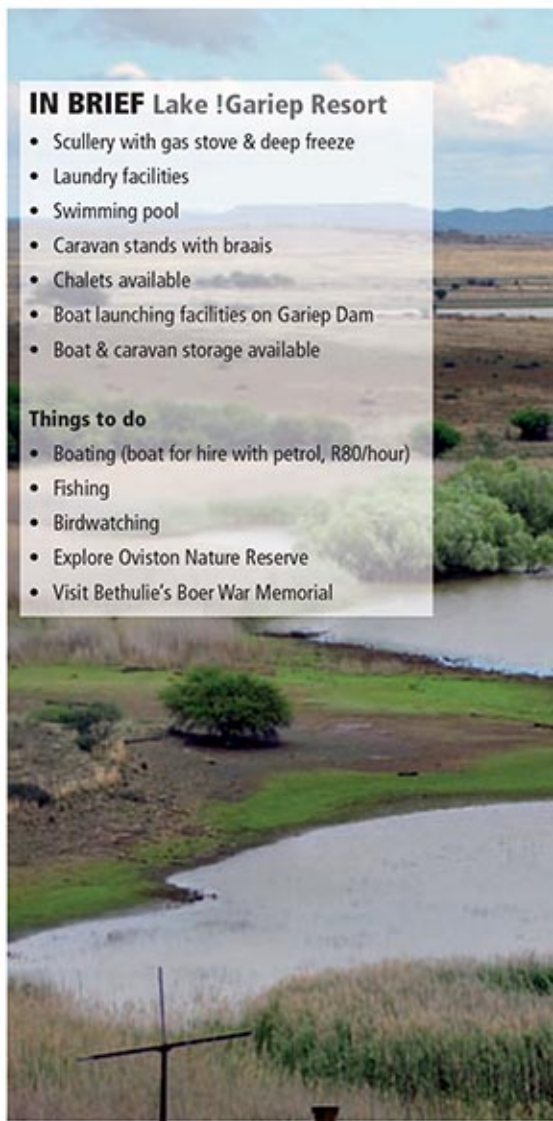 IN BRIEF Lake !Gariep Resort
• Scullery with gas stove & deep freeze
• Laundry facilities
• Swimming pool
• Caravan stands with braais
• Chalets available
• Boat launching facilities on Gariep Dam
• Boat & caravan storage available
Things to do
• Boating (boat for hire with petrol, R80/hour)
• Fishing
• Birdwatching
• Explore Oviston Nature Reserve
• Visit Bethulie's Boer War Memorial